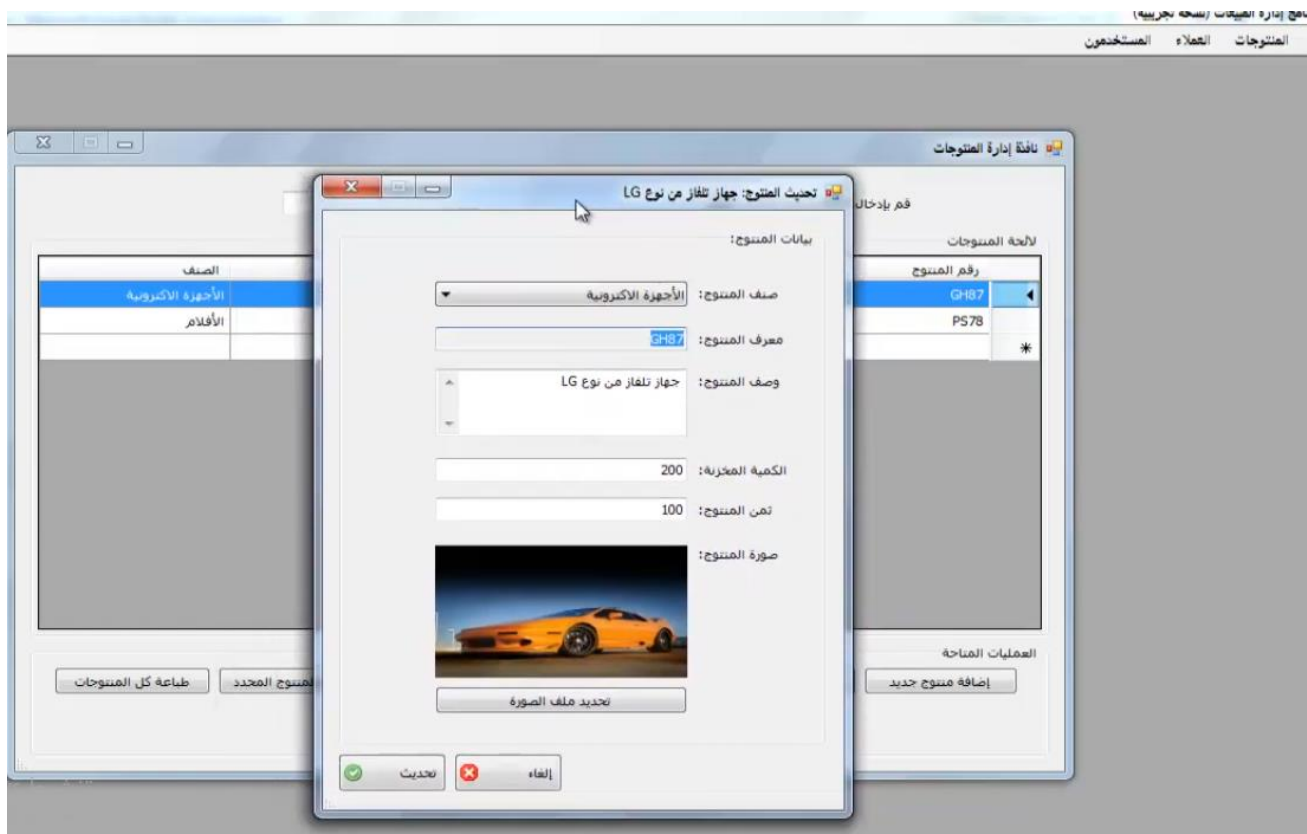 إدارة المبيعات (نسخة تجريبية)
المنتوجات العملاء المستخدمون
نافذة إدارة المنتوجات
قم بإدخال
لائحة المنتوجات
رقم المنتوج
الصنف
GH87
الأجهزة الاكترونية
PS78
الأفلام
تحديث المنتوج: جهاز تلفاز من نوع LG
بيانات المنتوج:
صنف المنتوج: الأجهزة الاكترونية
معرف المنتوج: GH87
وصف المنتوج: جهاز تلفاز من نوع LG
الكمية المخزنة: 200
ثمن المنتوج: 100
صورة المنتوج:
تحديد ملف الصورة
إلغاء تحديث
العمليات المتاحة
إضافة منتوج جديد
المنتوج المحدد
طباعة كل المنتوجات